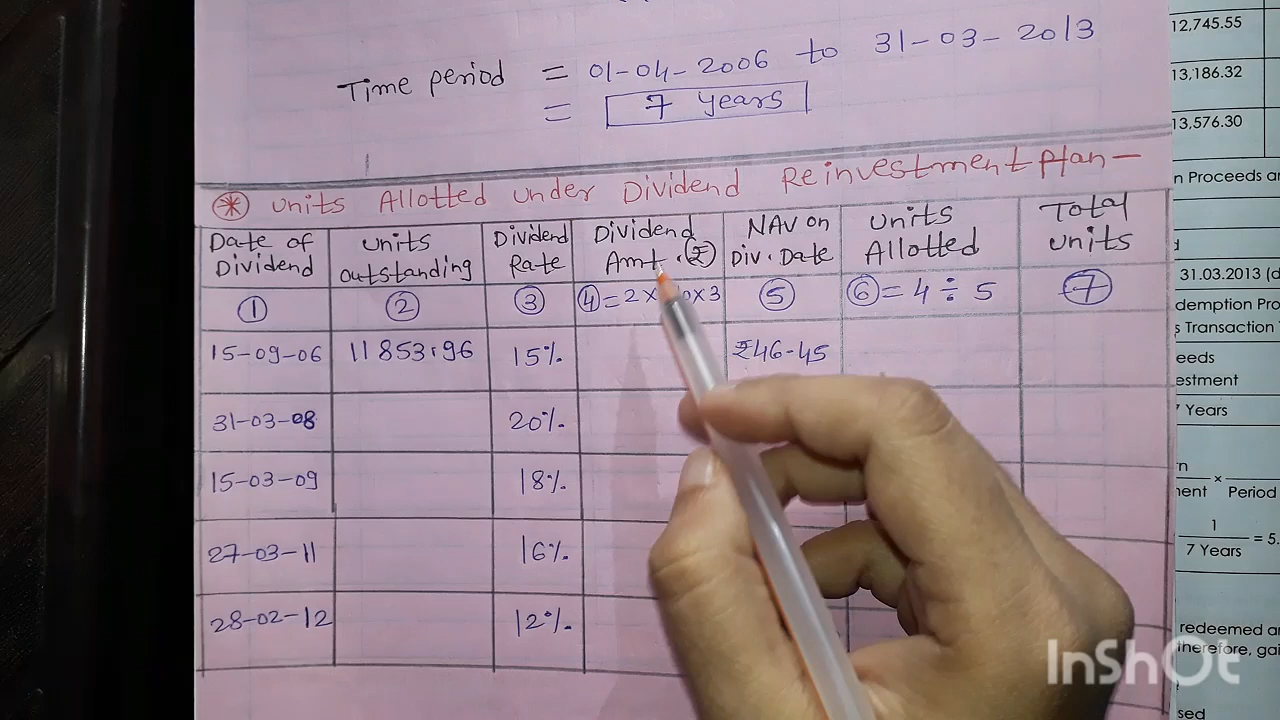 Time period = 01-04-2006 to 31-03-2013
= 7 Years
* Units Allotted Under Dividend Reinvestment Plan-
Date of Dividend
Units Outstanding
Dividend Rate
Dividend Amt. (₹)
NAV on Div. Date
Units Allotted
Total Units
① ② ③ ④ = 2 × 0 × 3 ⑤ ⑥ = 4 ÷ 5 ⑦
15-09-06 11853.96 15% ₹46-45
31-03-08 20%
15-03-09 18%
27-03-11 16%
28-02-12 12%
12,745.55
13,186.32
13,576.30
n Proceeds
31.03.2013 (d
demption Pro
s Transaction
eeds
estment
Years
× Period
1
7 Years = 5.
redeemed
therefore, gai
sed
InShOt